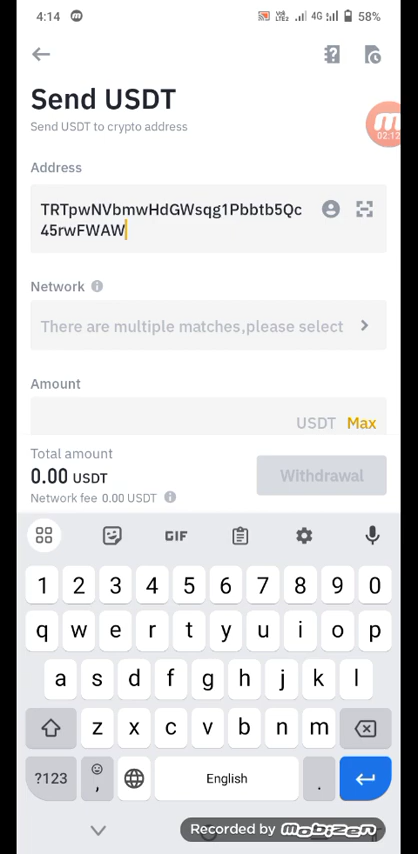 4:14 4G 58%
Send USDT
Send USDT to crypto address
02:12
Address
TRTpwNVbmwHdGWsqg1Pbbtb5Qc
45rwFWAW
Network
There are multiple matches,please select
Amount
USDT Max
Total amount
0.00 USDT
Withdrawal
Network fee 0.00 USDT
GIF
1 2 3 4 5 6 7 8 9 0
q w e r t y u i o p
a s d f g h j k l
z x c v b n m
?123 , English .
Recorded by mobizen